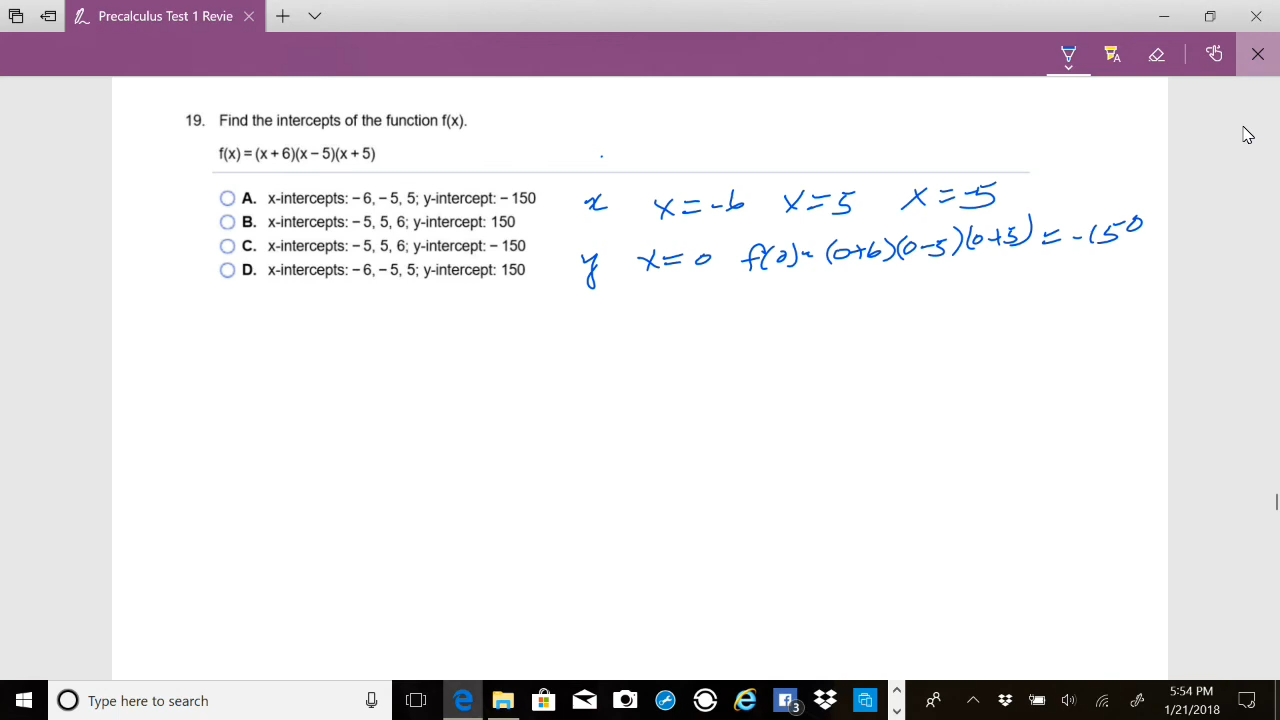 Precalculus Test 1 Revie
19. Find the intercepts of the function f(x).
f(x) = (x + 6)(x − 5)(x + 5)
A. x-intercepts: − 6, − 5, 5; y-intercept: − 150
B. x-intercepts: − 5, 5, 6; y-intercept: 150
C. x-intercepts: − 5, 5, 6; y-intercept: − 150
D. x-intercepts: − 6, − 5, 5; y-intercept: 150
x x = -6 x = 5 x = -5
y x = 0 f(0) = (0+6)(0-5)(0+5) = -150
Type here to search
3
5:54 PM
1/21/2018